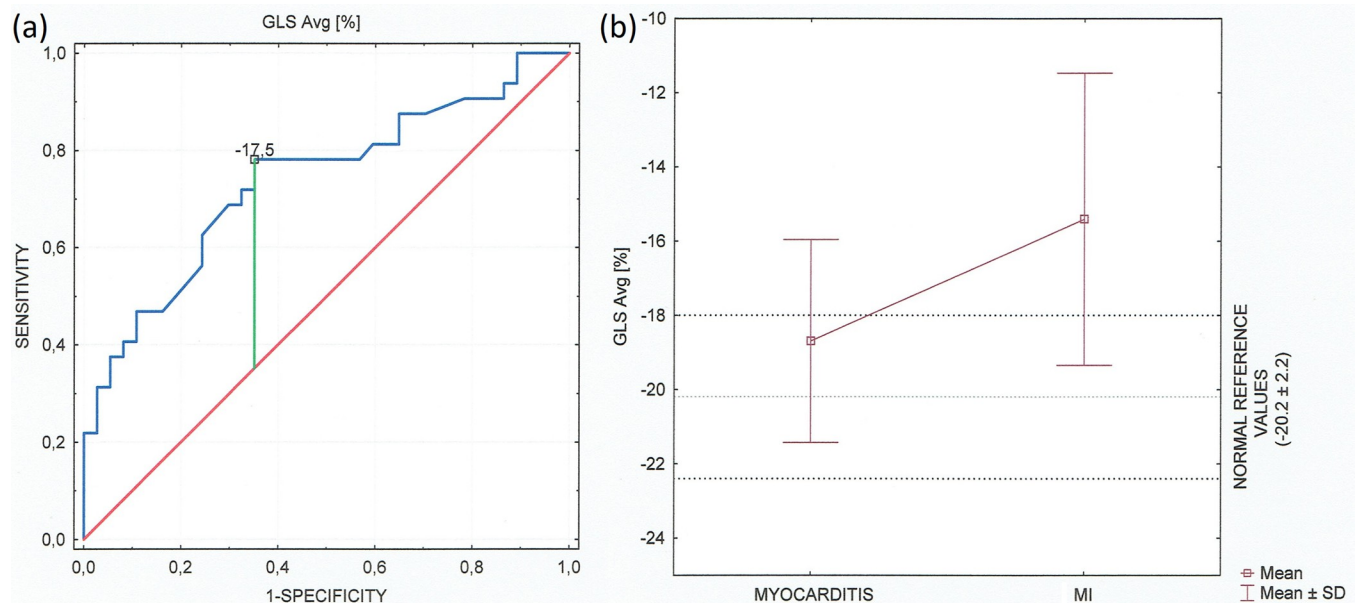 (a)
GLS Avg [%]
1,0
0,8
0,6
0,4
0,2
0,0
SENSITIVITY
-17,5
0,0 0,2 0,4 0,6 0,8 1,0
1-SPECIFICITY
(b)
-10
-12
-14
-16
-18
-20
-22
-24
GLS Avg [%]
MYOCARDITIS MI
NORMAL REFERENCE
VALUES
(-20.2 ± 2.2)
Mean
Mean ± SD